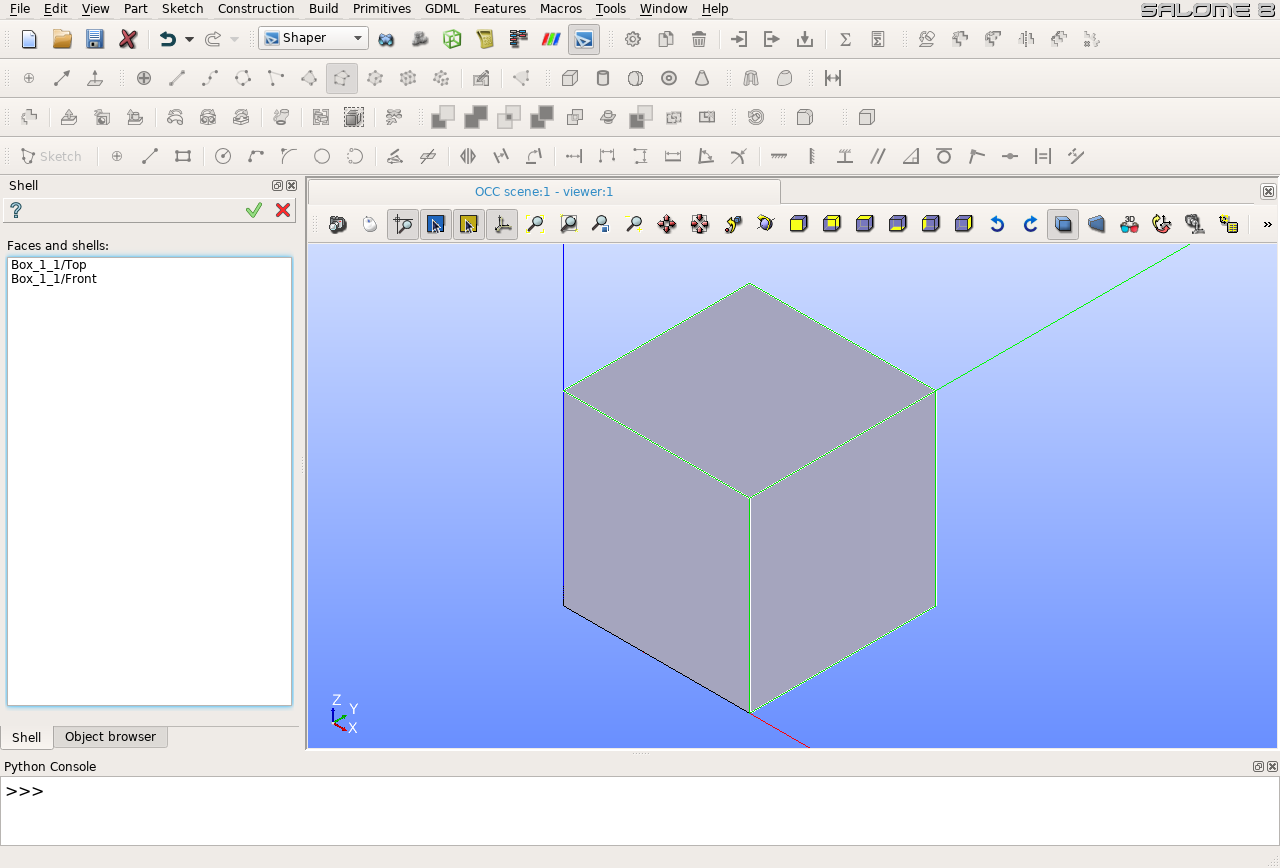 File Edit View Part Sketch Construction Build Primitives GDML Features Macros Tools Window Help
SALOME 8
Shaper
Sketch
Shell
OCC scene:1 - viewer:1
?
3D
»
Faces and shells:
Box_1_1/Top
Box_1_1/Front
Z
Y
X
Shell Object browser
Python Console
>>>